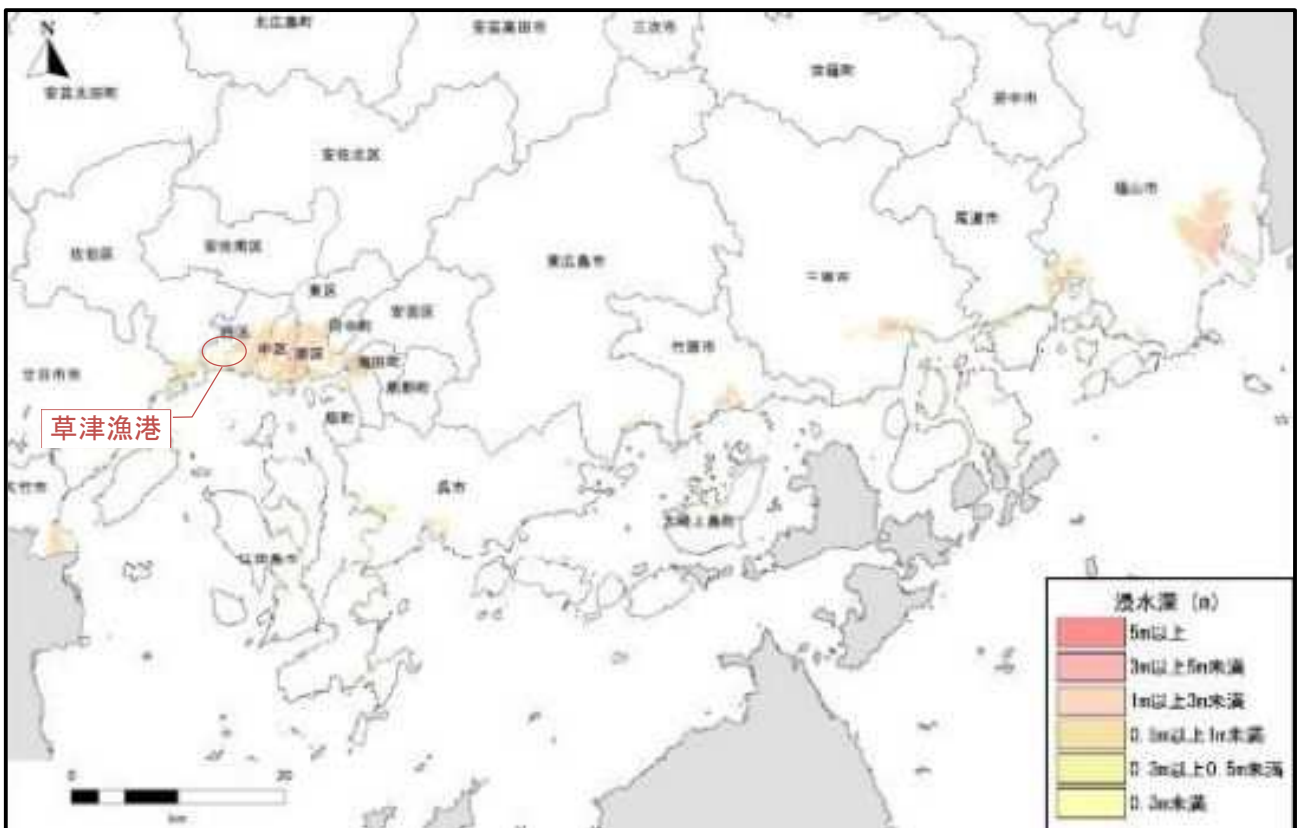 N
北広島町
安芸高田市
三次市
世羅町
府中市
安芸太田町
安佐北区
福山市
尾道市
佐伯区
安佐南区
東広島市
三原市
東区
安芸区
府中町
西区
中区
南区
海田町
竹原市
廿日市市
熊野町
草津漁港
坂町
大竹市
呉市
大崎上島町
江田島市
浸水深 (m)
5m以上
3m以上5m未満
1m以上3m未満
0.5m以上1m未満
0.3m以上0.5m未満
0.3m未満
0
20
km